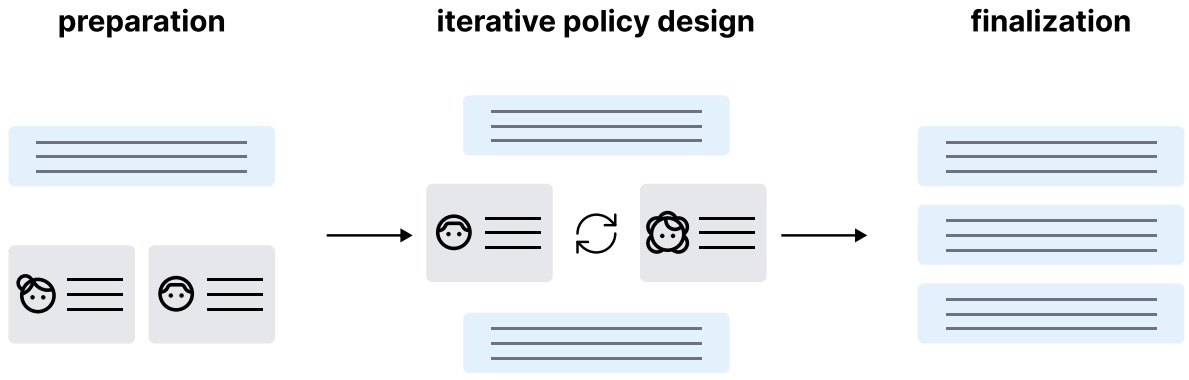 preparation
iterative policy design
finalization